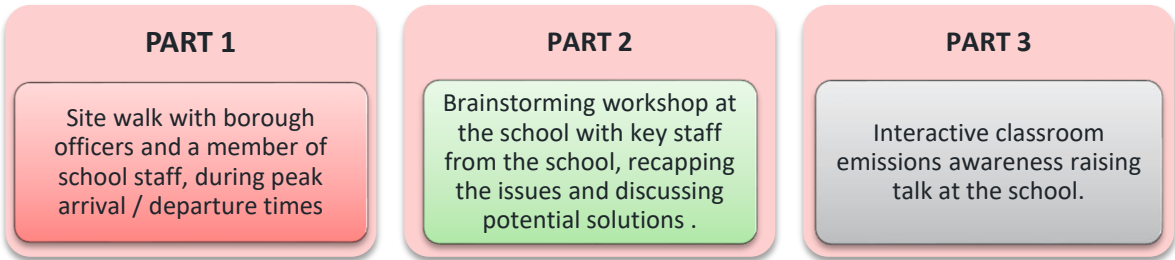 PART 1
Site walk with borough
officers and a member of
school staff, during peak
arrival / departure times
PART 2
Brainstorming workshop at
the school with key staff
from the school, recapping
the issues and discussing
potential solutions .
PART 3
Interactive classroom
emissions awareness raising
talk at the school.